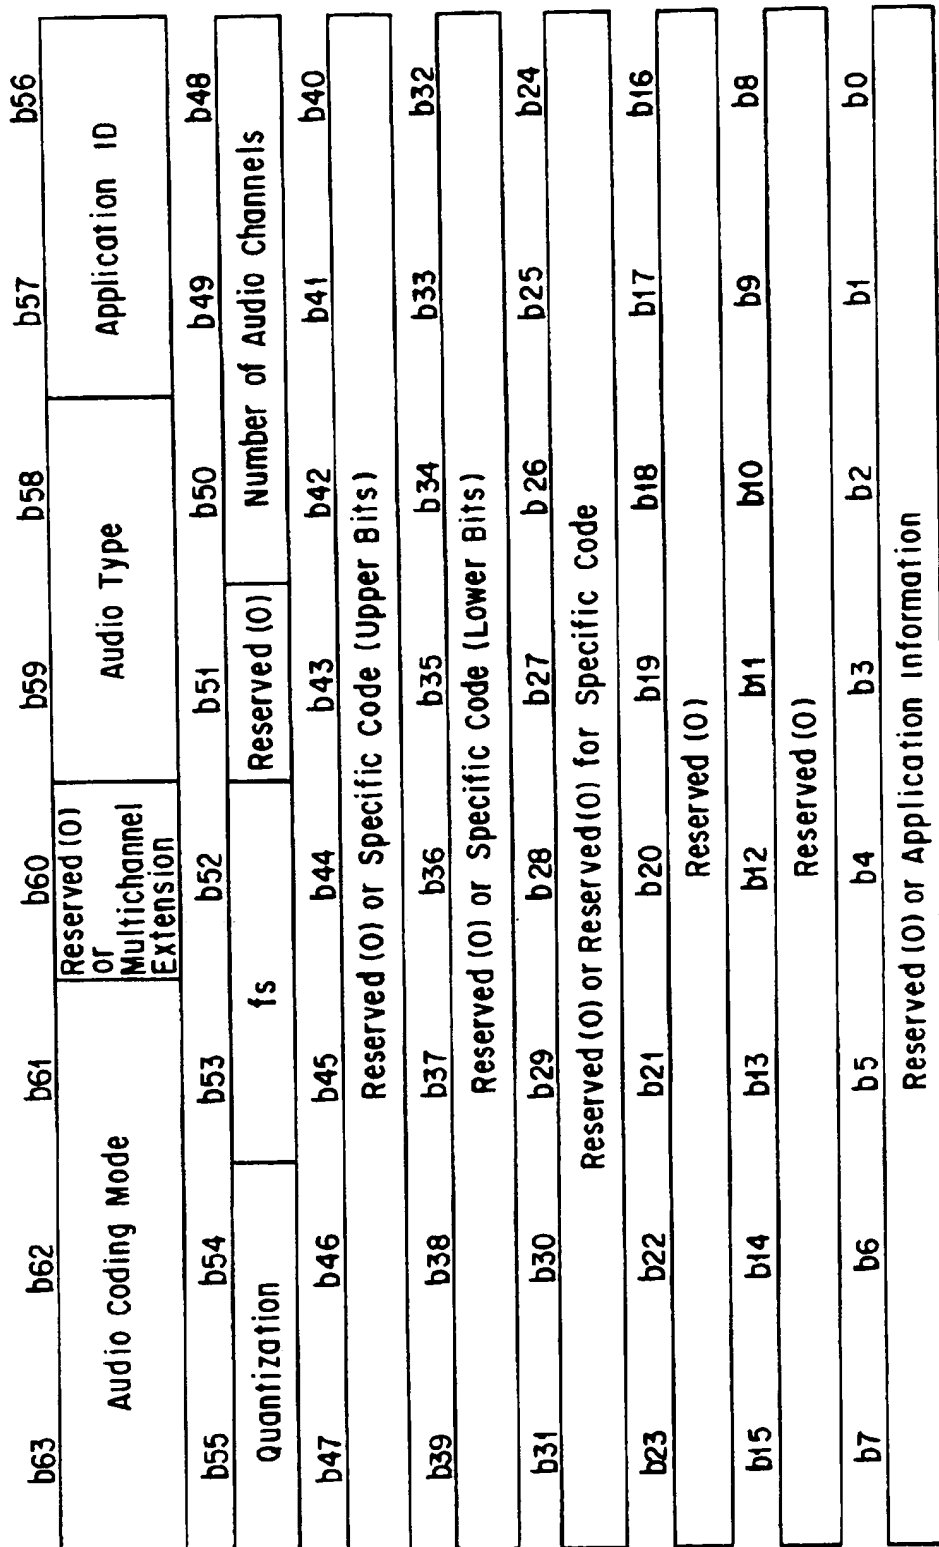 b63 b62 b61 b60 b59 b58 b57 b56
Audio Coding Mode
Reserved (0)
or
Multichannel
Extension
Audio Type
Application ID
b55 b54 b53 b52 b51 b50 b49 b48
Quantization
fs
Reserved (0)
Number of Audio Channels
b47 b46 b45 b44 b43 b42 b41 b40
Reserved (0) or Specific Code (Upper Bits)
b39 b38 b37 b36 b35 b34 b33 b32
Reserved (0) or Specific Code (Lower Bits)
b31 b30 b29 b28 b27 b26 b25 b24
Reserved (0) or Reserved (0) for Specific Code
b23 b22 b21 b20 b19 b18 b17 b16
Reserved (0)
b15 b14 b13 b12 b11 b10 b9 b8
Reserved (0)
b7 b6 b5 b4 b3 b2 b1 b0
Reserved (0) or Application Information